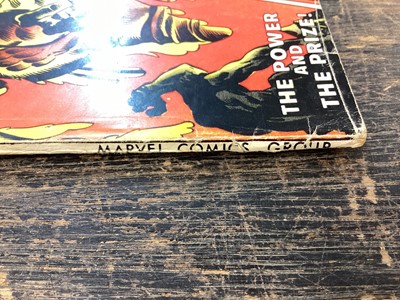 THE POWER
AND
THE PRIZE!
MARVEL COMICS GROUP